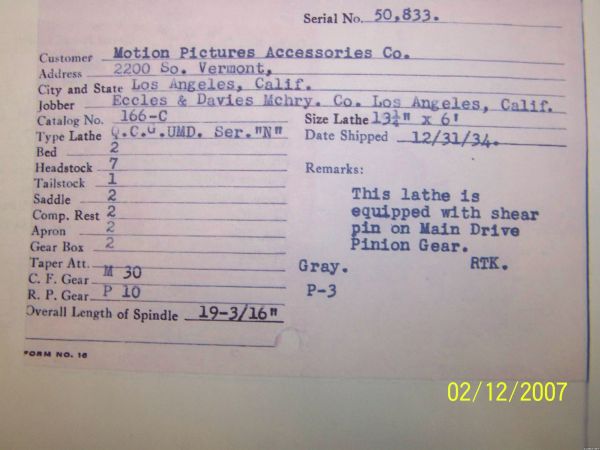 Serial No. 50,833.
Customer Motion Pictures Accessories Co.
Address 2200 So. Vermont,
City and State Los Angeles, Calif.
Jobber Eccles & Davies Mchry. Co. Los Angeles, Calif.
Catalog No. 166-C Size Lathe 13¼" x 6'
Type Lathe Q.C.G.UMD. Ser."N" Date Shipped 12/31/34.
Bed 2
Headstock 7 Remarks:
Tailstock 1
Saddle 2 This lathe is
Comp. Rest 2 equipped with shear
Apron 2 pin on Main Drive
Gear Box 2 Pinion Gear.
Taper Att. Gray. RTK.
C. F. Gear M 30
R. P. Gear P 10 P-3
Overall Length of Spindle 19-3/16"
FORM NO. 16
02/12/2007